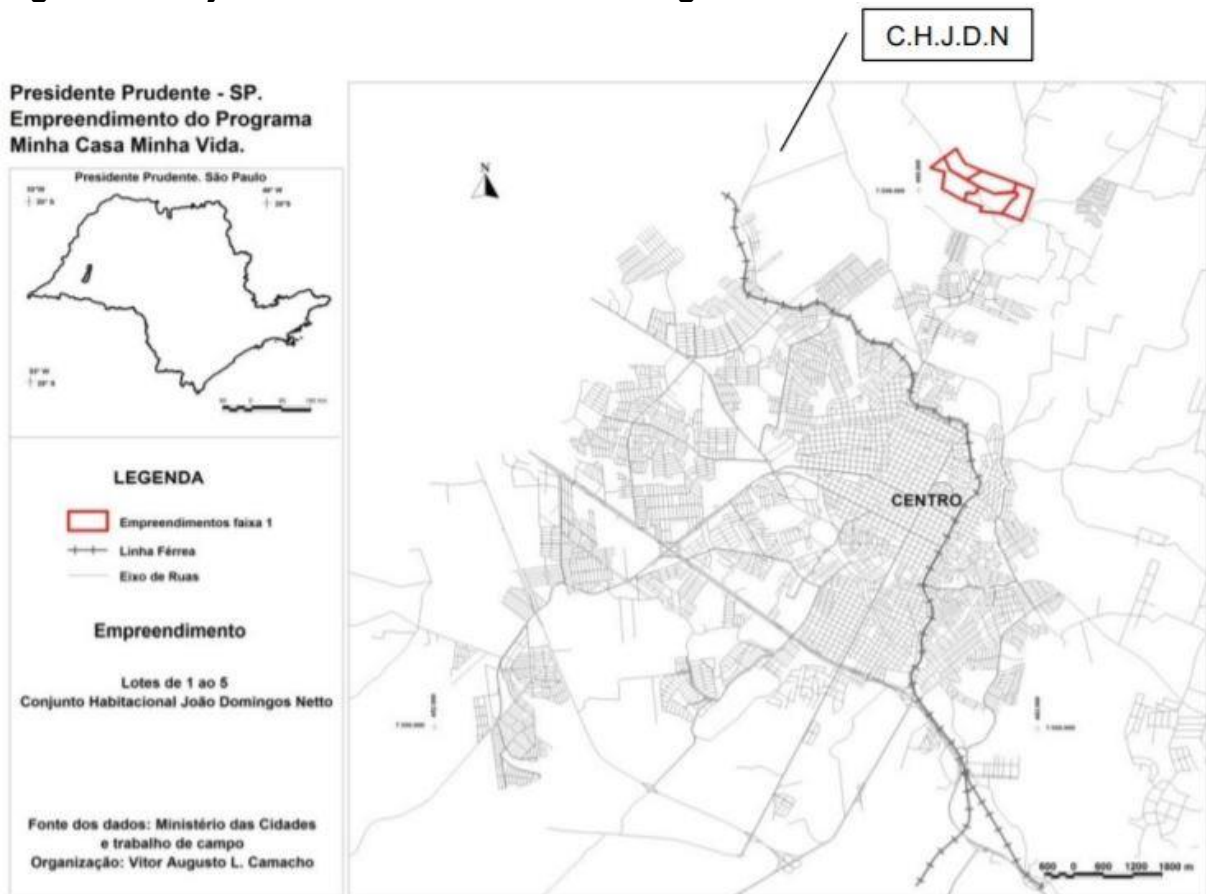 C.H.J.D.N
Presidente Prudente - SP.
Empreendimento do Programa
Minha Casa Minha Vida.
Presidente Prudente. São Paulo
N
CENTRO
LEGENDA
Empreendimentos faixa 1
Linha Férrea
Eixo de Ruas
Empreendimento
Lotes de 1 ao 5
Conjunto Habitacional João Domingos Netto
Fonte dos dados: Ministério das Cidades
e trabalho de campo
Organização: Vitor Augusto L. Camacho
600 0 600 1200 1800 m